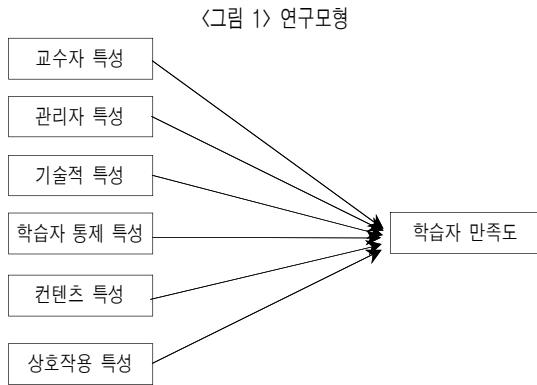 〈그림 1〉 연구모형
교수자 특성
관리자 특성
기술적 특성
학습자 통제 특성
학습자 만족도
컨텐츠 특성
상호작용 특성